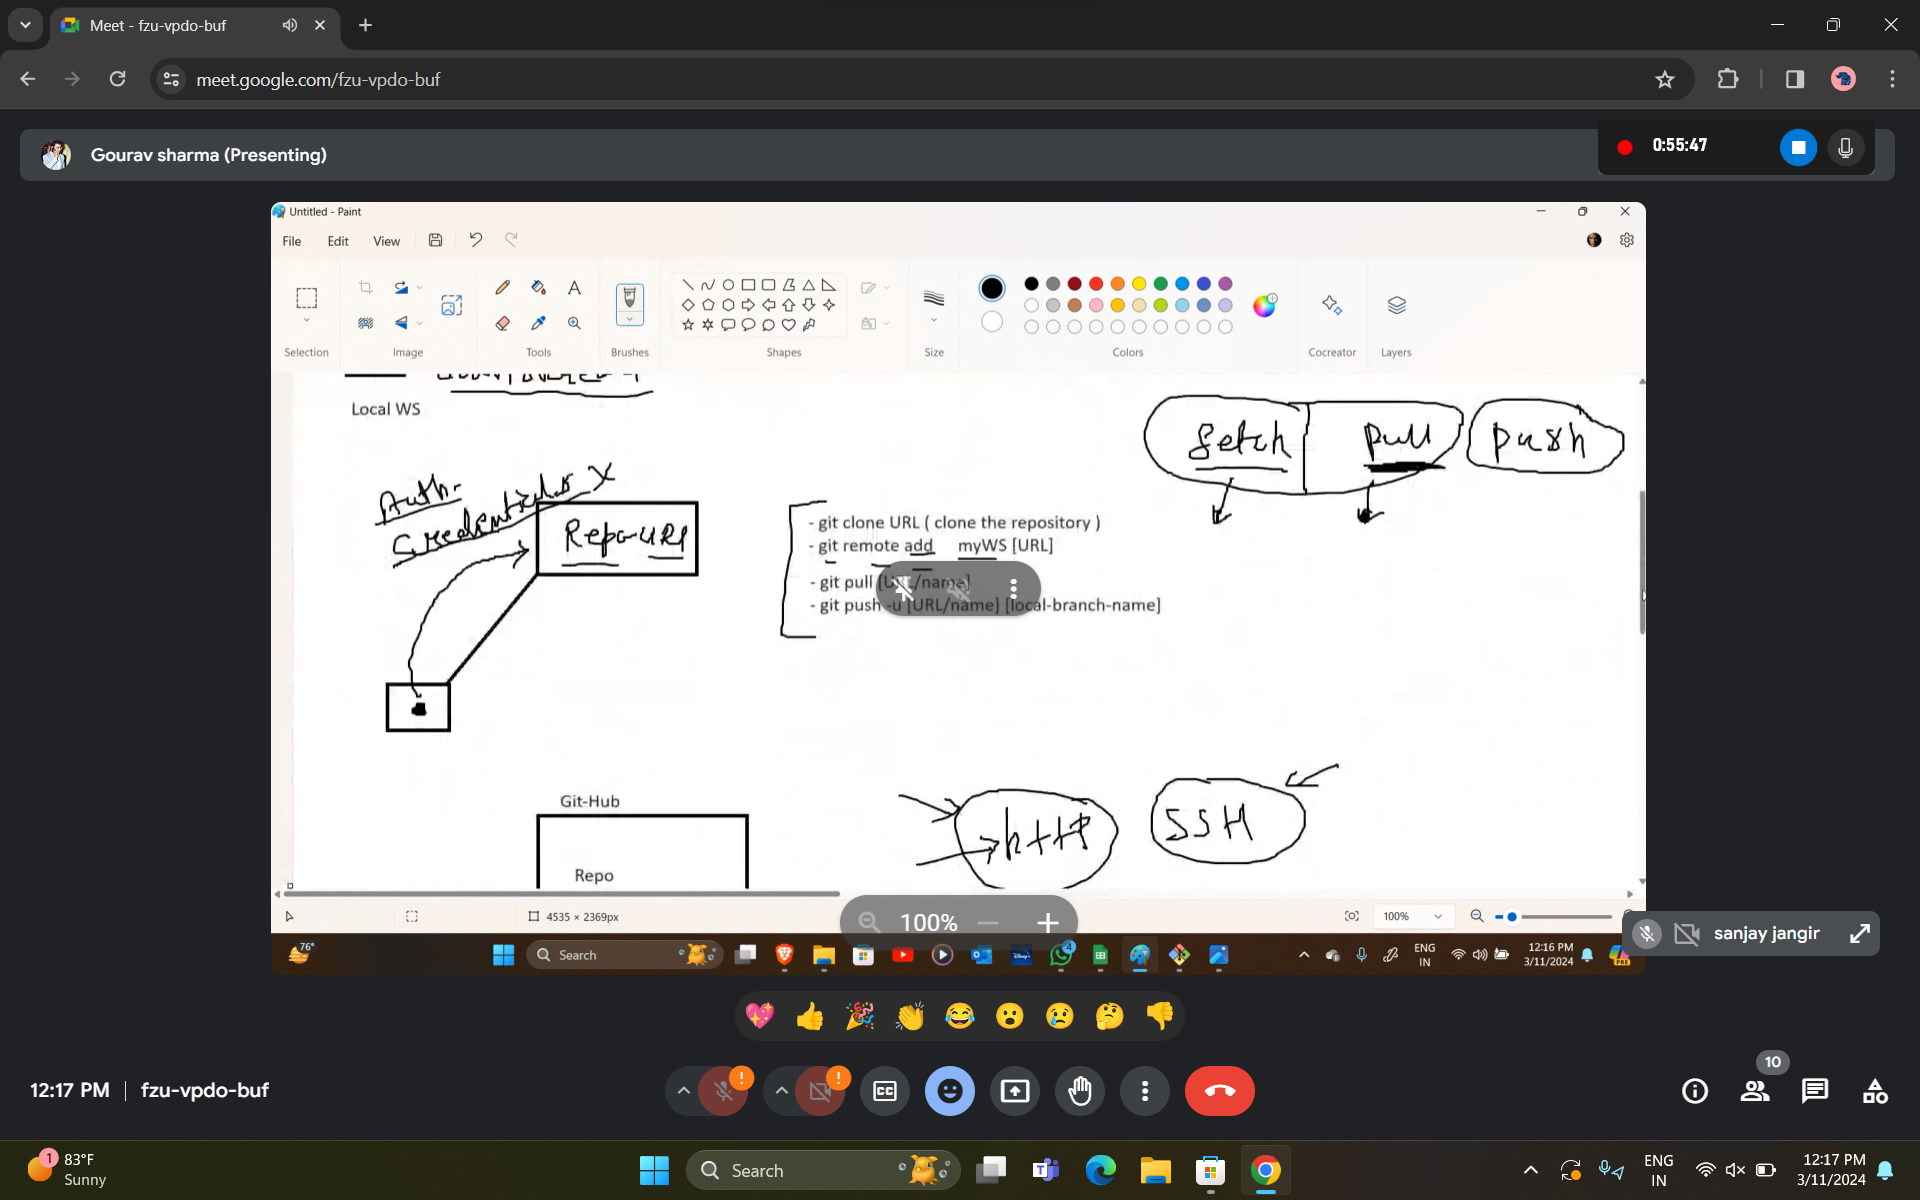 Meet - fzu-vpdo-buf
meet.google.com/fzu-vpdo-buf
Gourav sharma (Presenting)
0:55:47
Untitled - Paint
File Edit View
Selection Image Tools Brushes Shapes Size Colors Cocreator Layers
Local WS
fetch pull push
Auth-
Credentials X
Repo-URL
- git clone URL ( clone the repository )
- git remote add myWS [URL]
- git pull [URL/name]
- git push -u [URL/name] [local-branch-name]
Git-Hub
http SSH
Repo
4535 × 2369px
100%
100%
sanjay jangir
76°
Search
4
ENG
IN
12:16 PM
3/11/2024
PRE
12:17 PM fzu-vpdo-buf
!
!
CC
10
1
83°F
Sunny
Search
ENG
IN
12:17 PM
3/11/2024